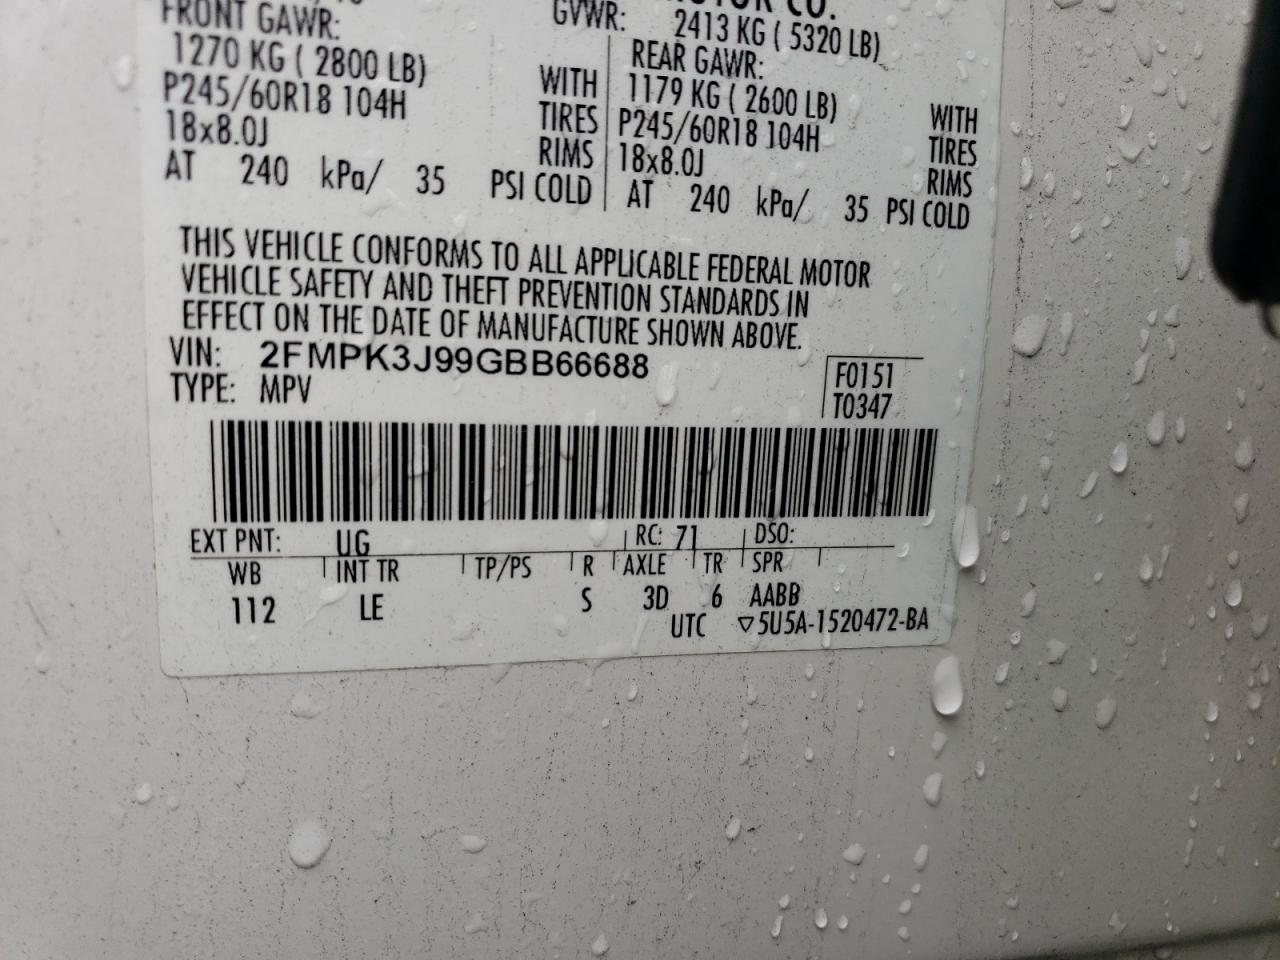 MOTOR CO.
FRONT GAWR: GVWR: 2413 KG ( 5320 LB)
1270 KG ( 2800 LB) WITH
P245/60R18 104H TIRES
18x8.0J RIMS
AT 240 kPa/ 35 PSI COLD
REAR GAWR:
1179 KG ( 2600 LB) WITH
P245/60R18 104H TIRES
18x8.0J RIMS
AT 240 kPa/ 35 PSI COLD
THIS VEHICLE CONFORMS TO ALL APPLICABLE FEDERAL MOTOR
VEHICLE SAFETY AND THEFT PREVENTION STANDARDS IN
EFFECT ON THE DATE OF MANUFACTURE SHOWN ABOVE.
VIN: 2FMPK3J99GBB66688
TYPE: MPV
F0151
T0347
EXT PNT: UG RC: 71 DSO:
WB INT TR TP/PS R AXLE TR SPR
112 LE S 3D 6 AABB
UTC ▽5U5A-1520472-BA